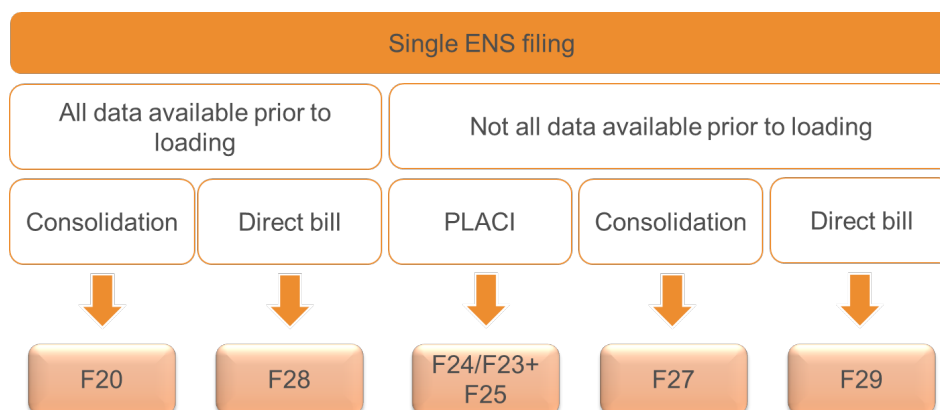 Single ENS filing
All data available prior to
loading
Not all data available prior to loading
Consolidation
Direct bill
PLACI
Consolidation
Direct bill
F20
F28
F24/F23+
F25
F27
F29